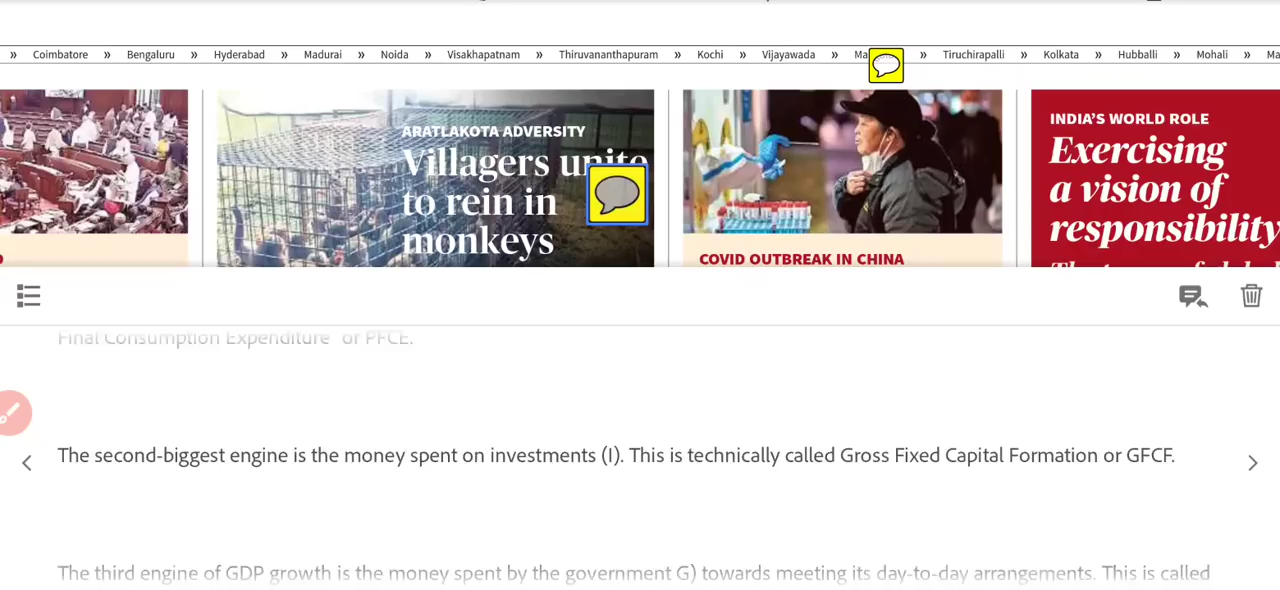 » Coimbatore » Bengaluru » Hyderabad » Madurai » Noida » Visakhapatnam » Thiruvananthapuram » Kochi » Vijayawada » » Tiruchirapalli » Kolkata » Hubballi » Mohali »
ARATLAKOTA ADVERSITY
Villagers unite
to rein in
monkeys
COVID OUTBREAK IN CHINA
INDIA'S WORLD ROLE
Exercising
a vision of
responsibility
Final Consumption Expenditure" or PFCE.
The second-biggest engine is the money spent on investments (I). This is technically called Gross Fixed Capital Formation or GFCF.
The third engine of GDP growth is the money spent by the government G) towards meeting its day-to-day arrangements. This is called